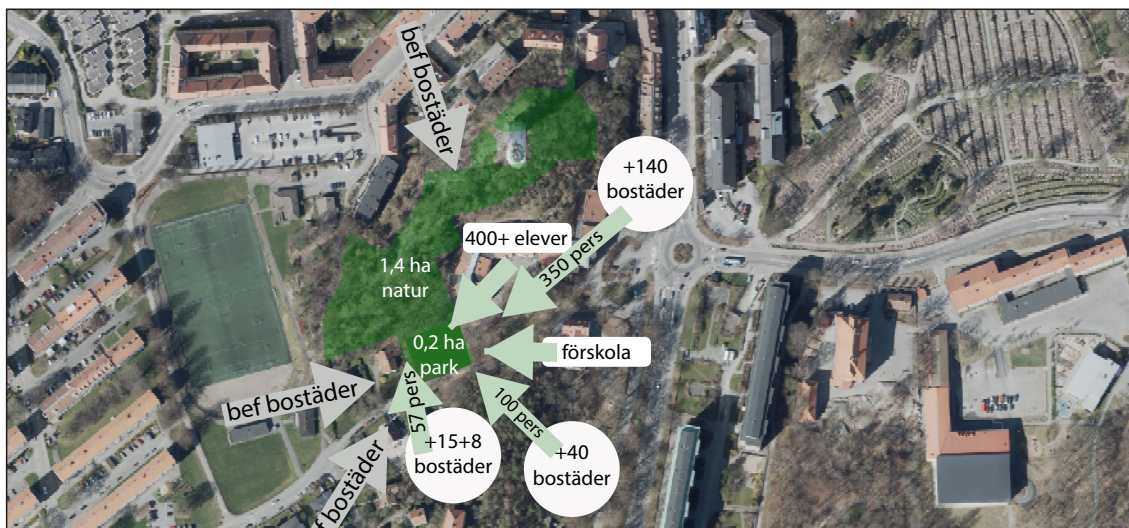 bef bostäder
+140
bostäder
400+ elever
350 pers
1,4 ha
natur
0,2 ha
park
förskola
bef bostäder
57 pers
100 pers
+15+8
bostäder
+40
bostäder
bef bostäder